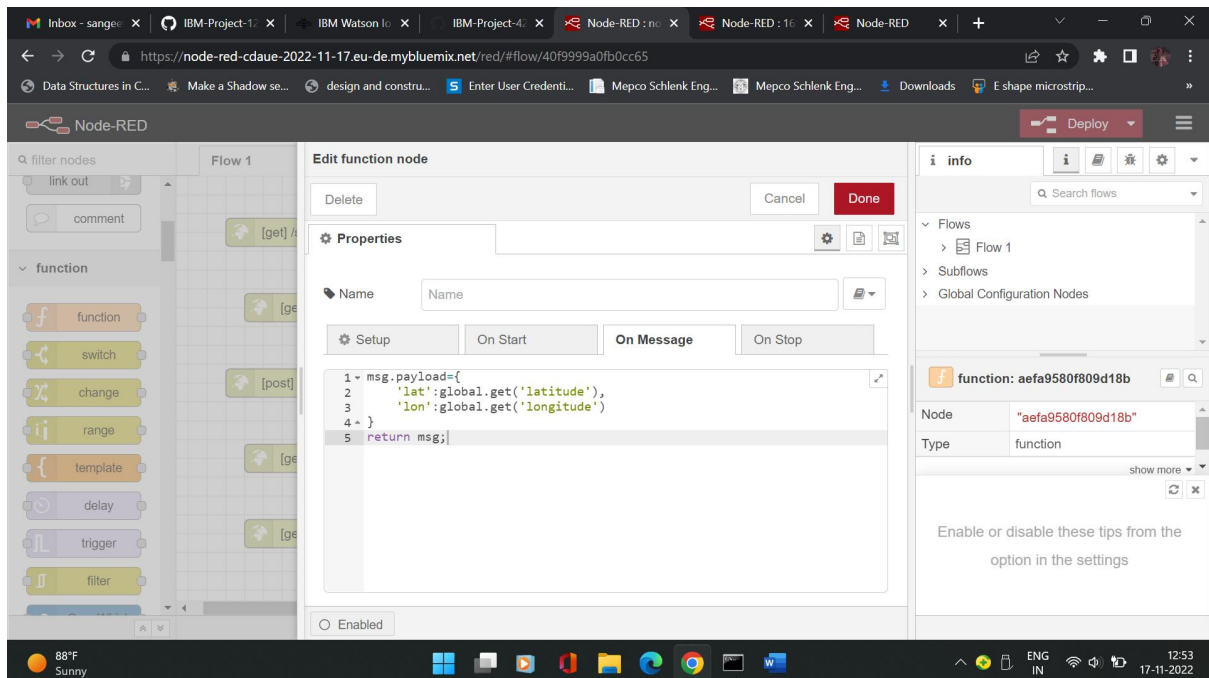 Inbox - sangee
IBM-Project-12
IBM Watson Io
IBM-Project-42
Node-RED : no
Node-RED : 16
Node-RED
https://node-red-cdaue-2022-11-17.eu-de.mybluemix.net/red/#flow/40f9999a0fb0cc65
Data Structures in C...
Make a Shadow se...
design and constru...
Enter User Credenti...
Mepco Schlenk Eng...
Mepco Schlenk Eng...
Downloads
E shape microstrip...
»
Node-RED
Deploy
filter nodes
Flow 1
Edit function node
i info
link out
Delete
Cancel
Done
Search flows
comment
[get] /
Properties
Flows
Flow 1
function
Subflows
Name
Name
Global Configuration Nodes
function
[ge
Setup
On Start
On Message
On Stop
switch
1 msg.payload={
2 'lat':global.get('latitude'),
3 'lon':global.get('longitude')
4 }
5 return msg;
function: aefa9580f809d18b
change
[post]
Node
"aefa9580f809d18b"
range
Type
function
template
[ge
show more
delay
trigger
[ge
Enable or disable these tips from the
option in the settings
filter
Enabled
88°F
Sunny
ENG
IN
12:53
17-11-2022